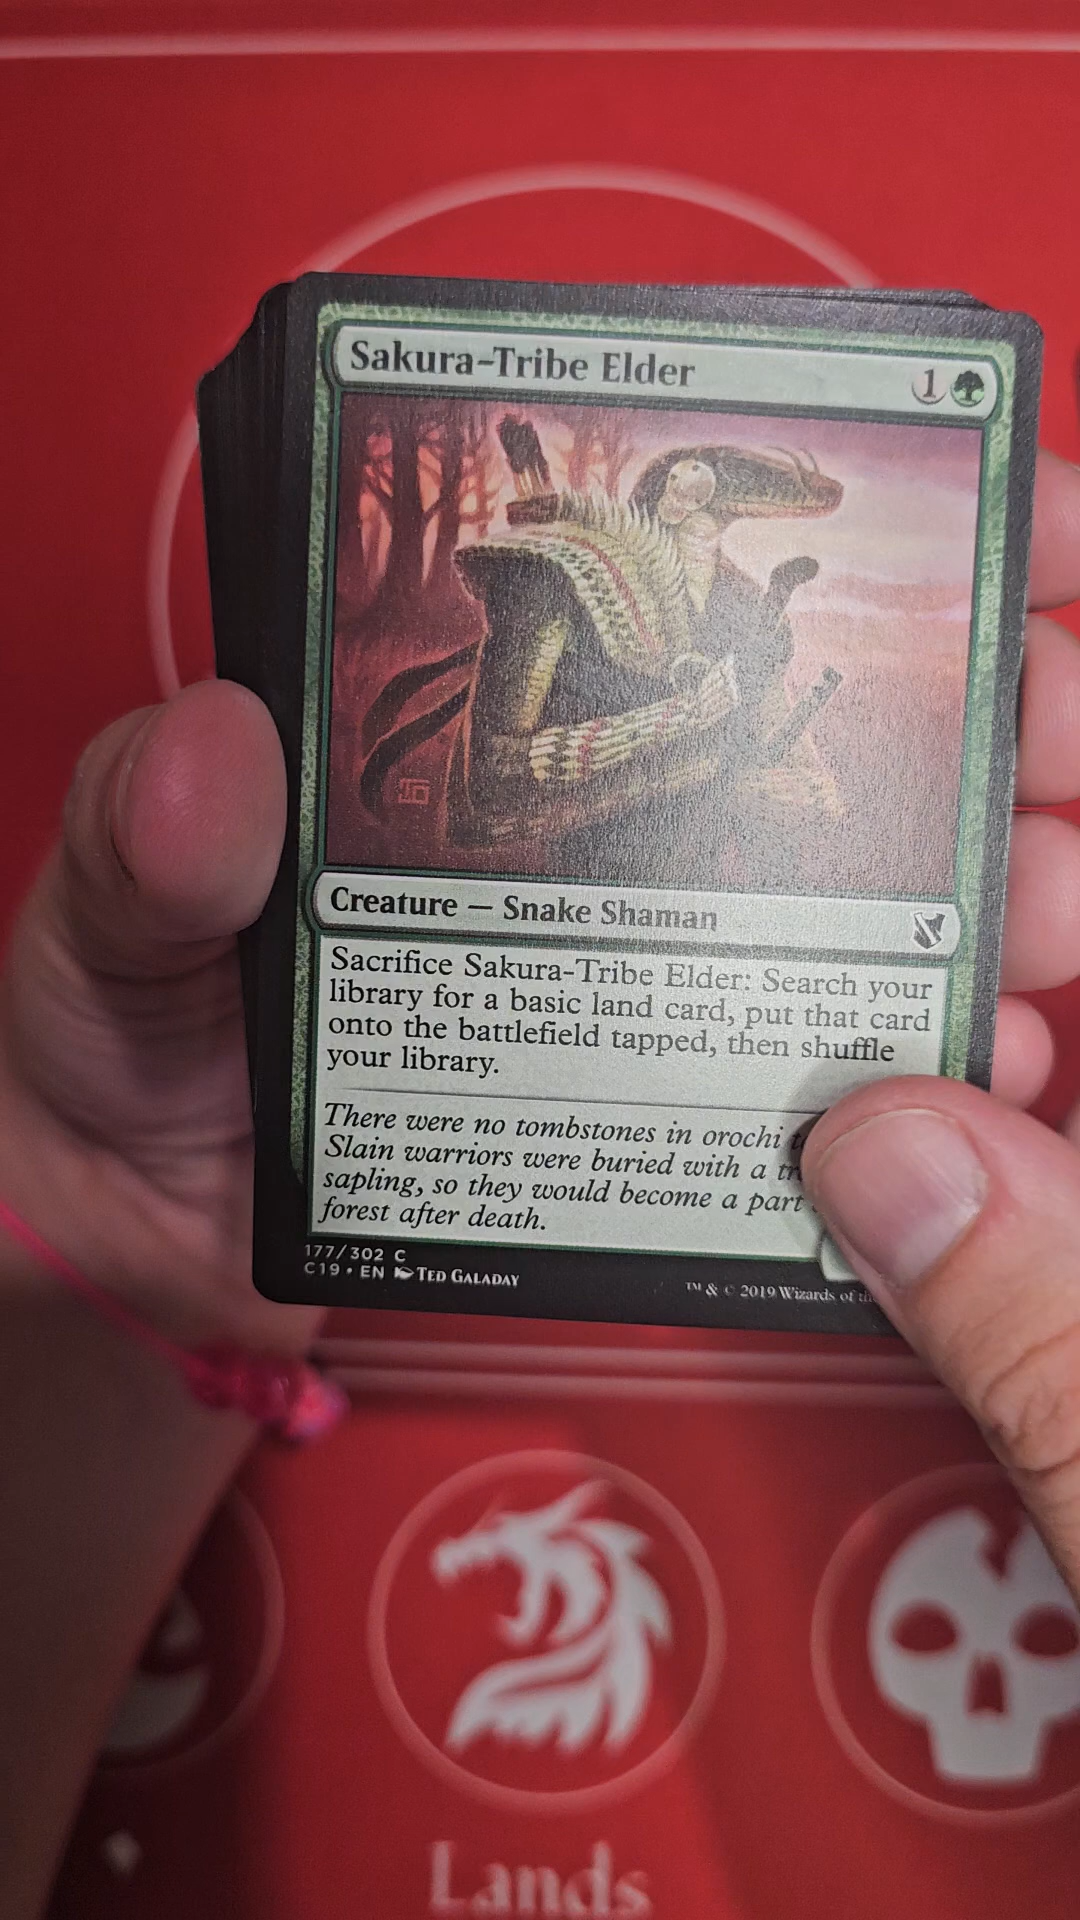 Sakura-Tribe Elder 1
Creature — Snake Shaman
Sacrifice Sakura-Tribe Elder: Search your
library for a basic land card, put that card
onto the battlefield tapped, then shuffle
your library.
There were no tombstones in orochi
Slain warriors were buried with a
sapling, so they would become a part
forest after death.
177/302 C
C19 • EN TED GALADAY
™ & © 2019 Wizards of
Lands